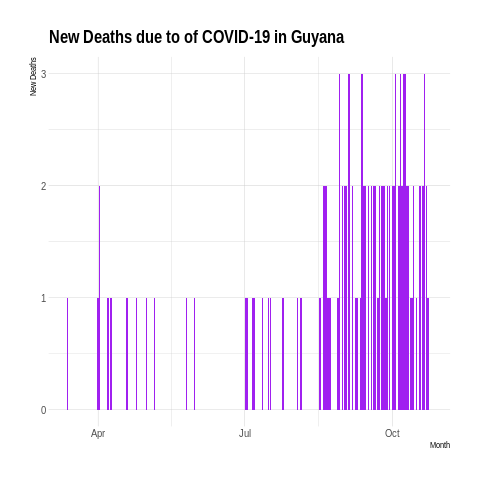 New Deaths due to of COVID-19 in Guyana
New Deaths
3
2
1
0
Apr
Jul
Oct
Month